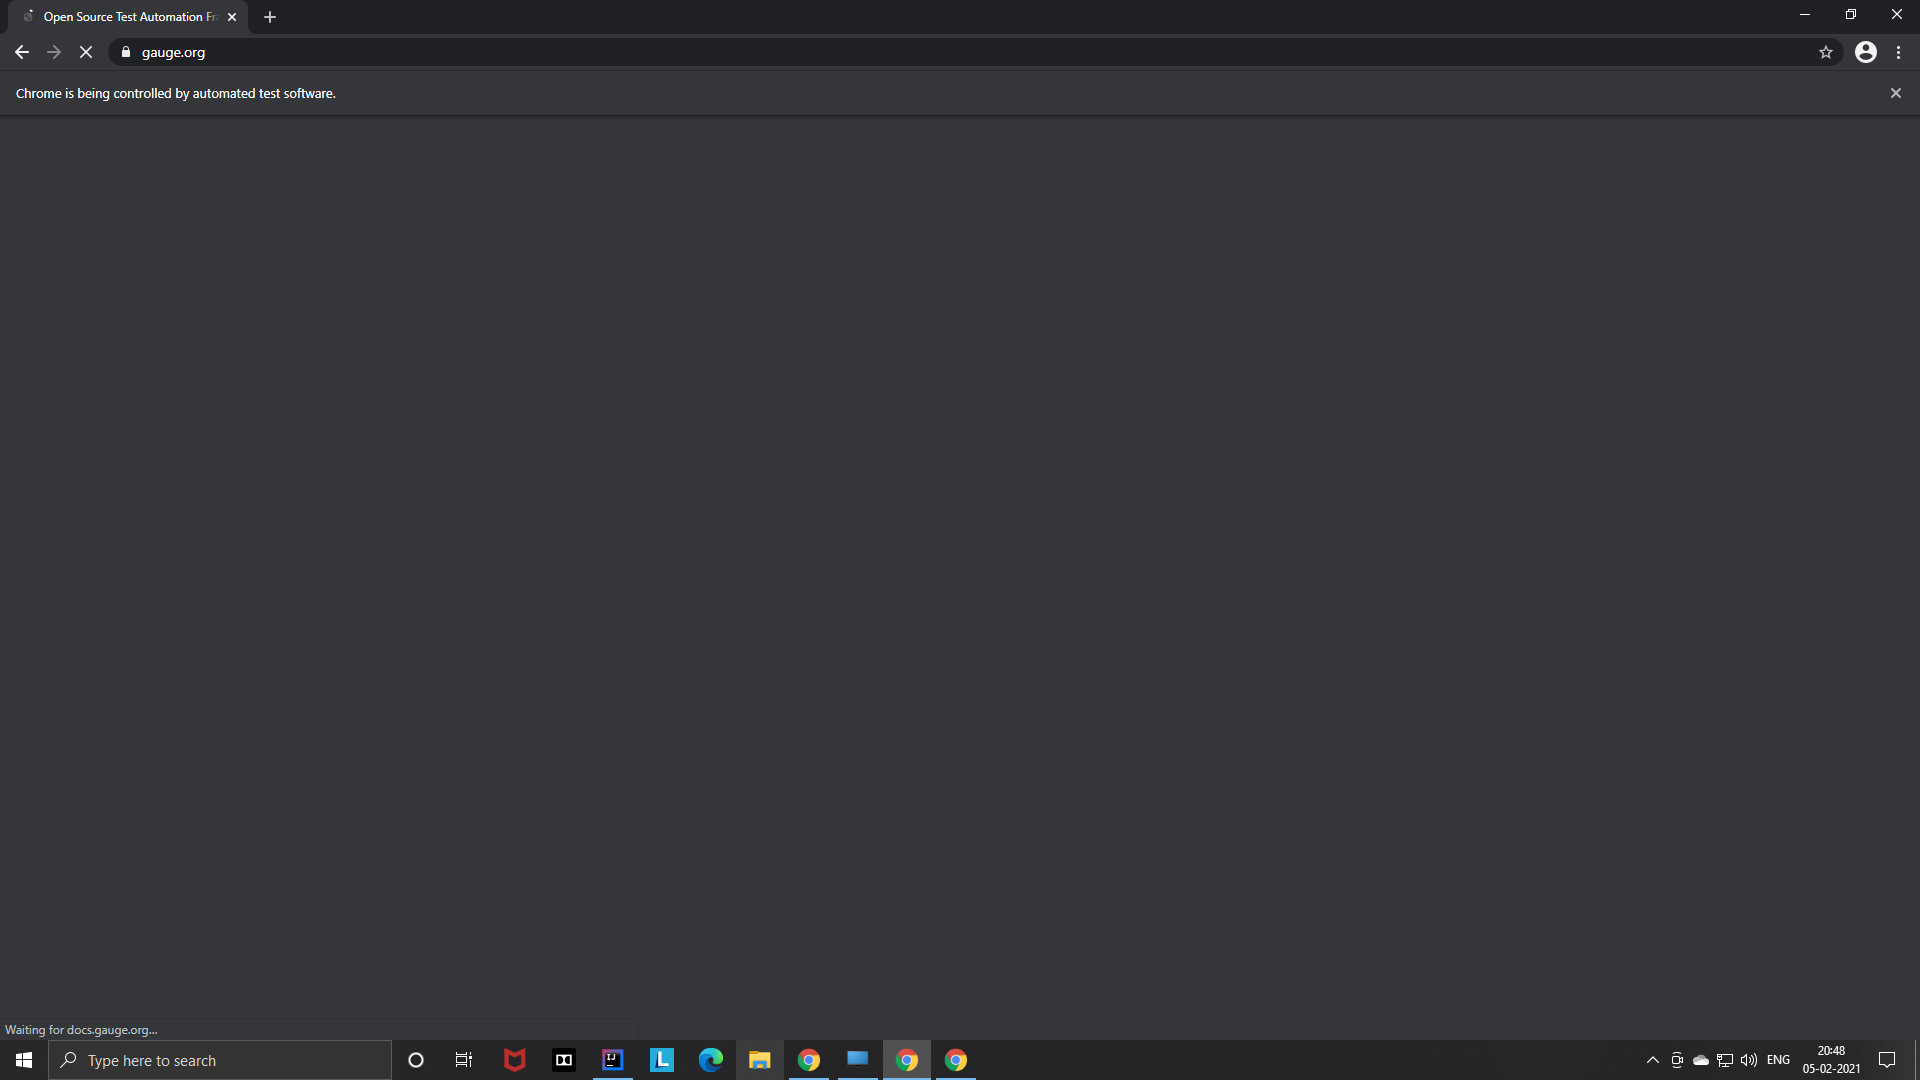 Open Source Test Automation Fr
gauge.org
Chrome is being controlled by automated test software.
Waiting for docs.gauge.org...
Type here to search
IJ
L
ENG
20:48
05-02-2021